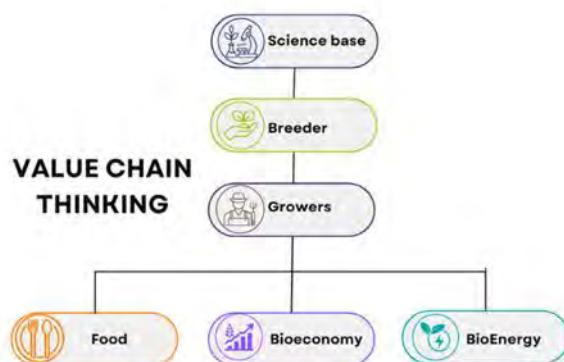 Science base
Breeder
VALUE CHAIN
THINKING
Growers
Food
Bioeconomy
BioEnergy